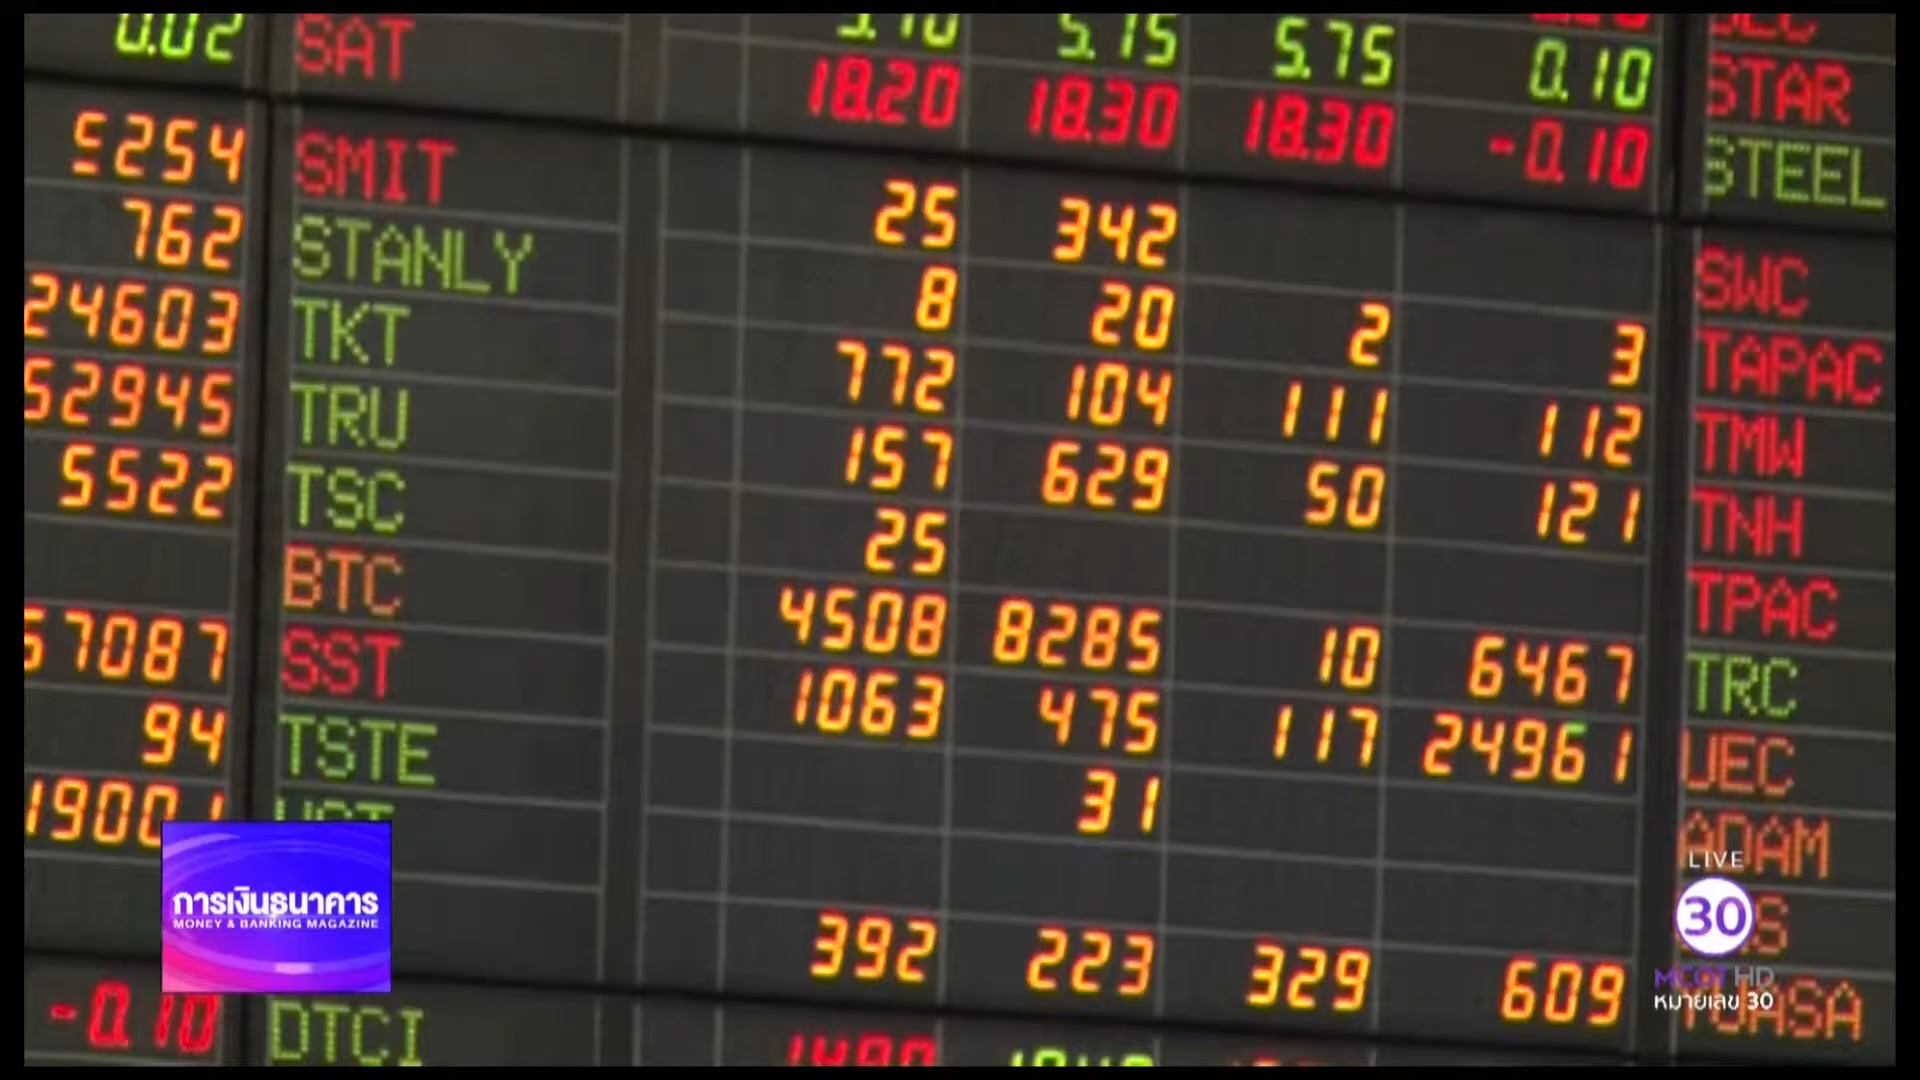 0.02 SAT 5.10 5.75 5.75 0.10 SEC
18.20 18.30 18.30 -0.10 STAR
5254 SMIT 25 342 STEEL
762 STANLY 8 20 2 3 SWC
24603 TKT 772 104 111 112 TAPAC
52945 TRU 157 629 50 121 TMW
5522 TSC 25 TNH
BTC 4508 8285 10 6467 TPAC
57087 SST 1063 475 117 24961 TRC
94 TSTE 31 UEC
19001 ADAM
392 223 329 609
-0.10 DTCI
การเงินธนาคาร
MONEY & BANKING MAGAZINE
LIVE
30
MCOT HD
หมายเลข 30